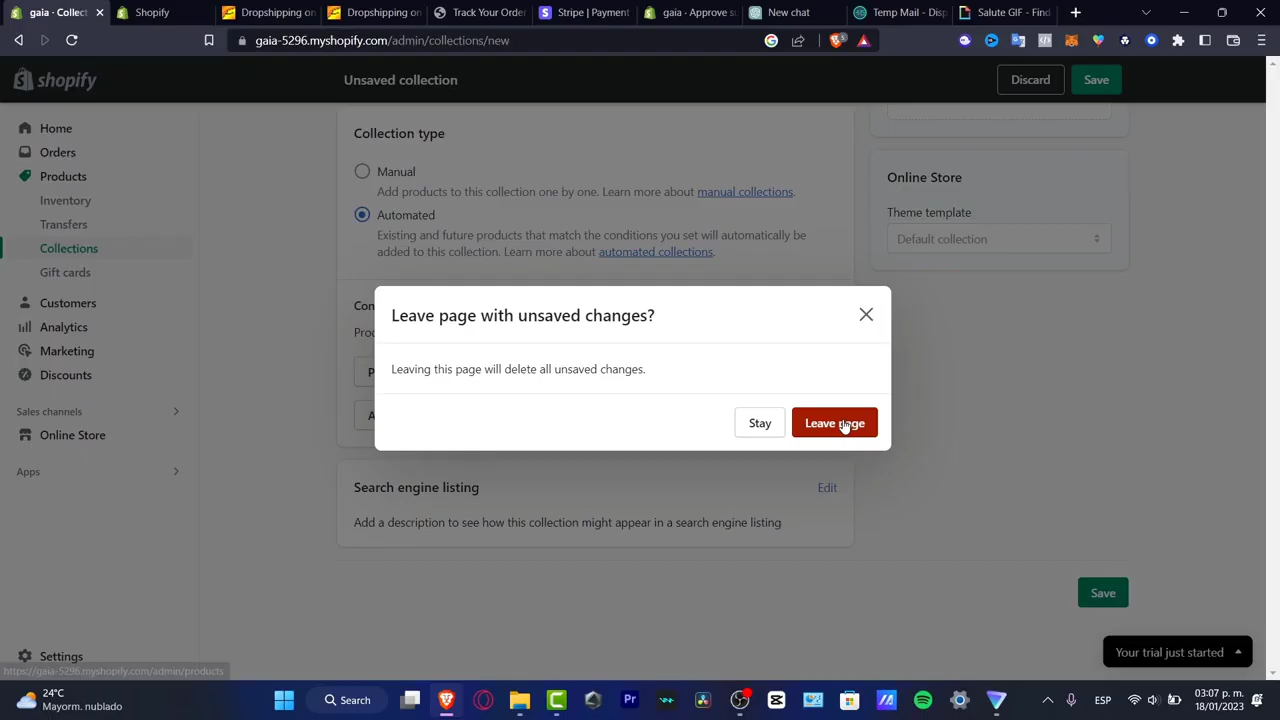 gaia - Collect
Shopify
Dropshipping on
Dropshipping on
Track Your Order
Stripe | Payment
gaia - Approve su
New chat
Temp Mail - Disp
Salute GIF - Find
gaia-5296.myshopify.com/admin/collections/new
5
shopify
Unsaved collection
Discard
Save
Home
Orders
Products
Inventory
Transfers
Collections
Gift cards
Customers
Analytics
Marketing
Discounts
Sales channels
Online Store
Apps
Settings
Collection type
Manual
Add products to this collection one by one. Learn more about manual collections.
Automated
Existing and future products that match the conditions you set will automatically be
added to this collection. Learn more about automated collections.
Online Store
Theme template
Default collection
Con
Proc
P
A
Leave page with unsaved changes?
Leaving this page will delete all unsaved changes.
Stay
Leave page
Search engine listing
Edit
Add a description to see how this collection might appear in a search engine listing
Save
Your trial just started
https://gaia-5296.myshopify.com/admin/products
24°C
Mayorm. nublado
Search
Pr
ESP
03:07 p. m.
18/01/2023